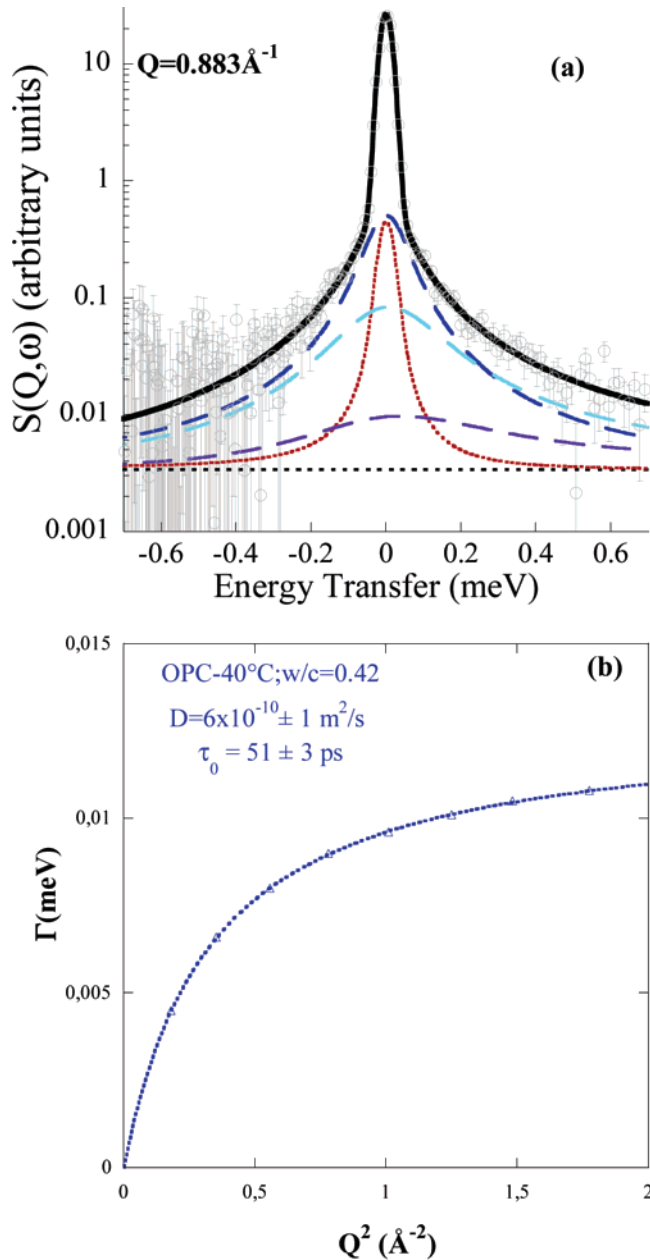 10
1
0.1
0.01
0.001
S(Q,ω) (arbitrary units)
Q=0.883Å⁻¹
(a)
-0.6 -0.4 -0.2 0 0.2 0.4 0.6
Energy Transfer (meV)
0,015
0,01
0,005
0
Γ(meV)
OPC-40°C;w/c=0.42
D=6x10⁻¹⁰± 1 m²/s
τ₀ = 51 ± 3 ps
(b)
0 0,5 1 1,5 2
Q² (Å⁻²)